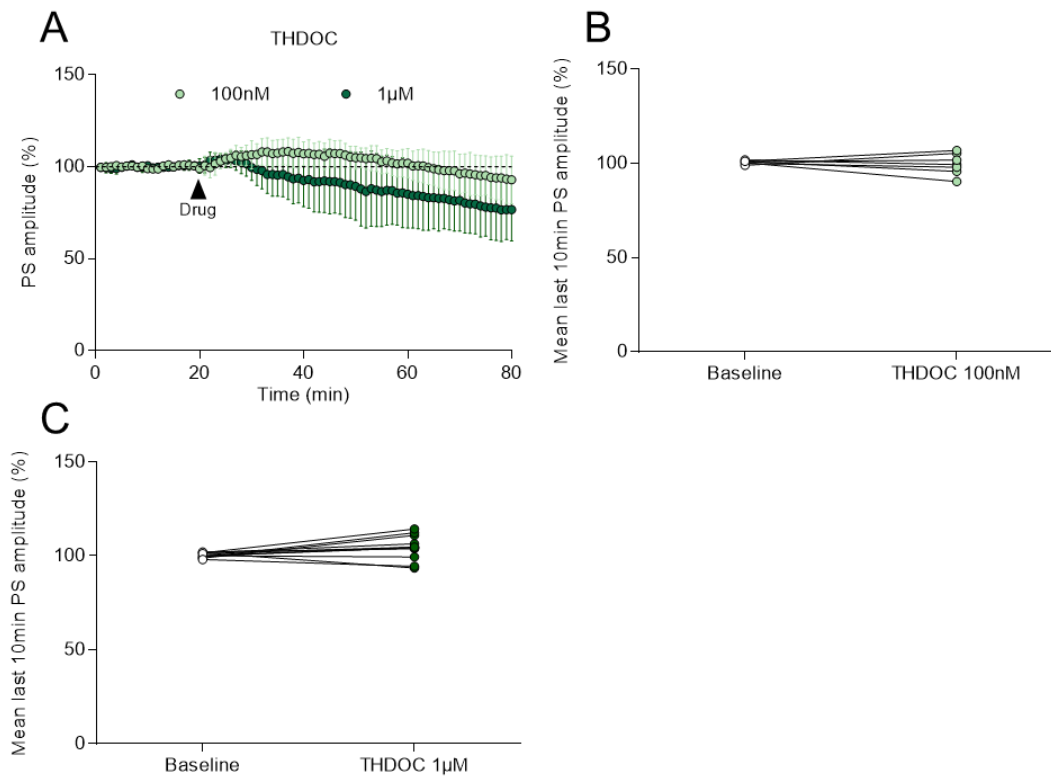 A
THDOC
100nM
1µM
PS amplitude (%)
150
100
50
0
Drug
0
20
40
60
80
Time (min)
B
Mean last 10min PS amplitude (%)
150
100
50
0
Baseline
THDOC 100nM
C
Mean last 10min PS amplitude (%)
150
100
50
0
Baseline
THDOC 1µM